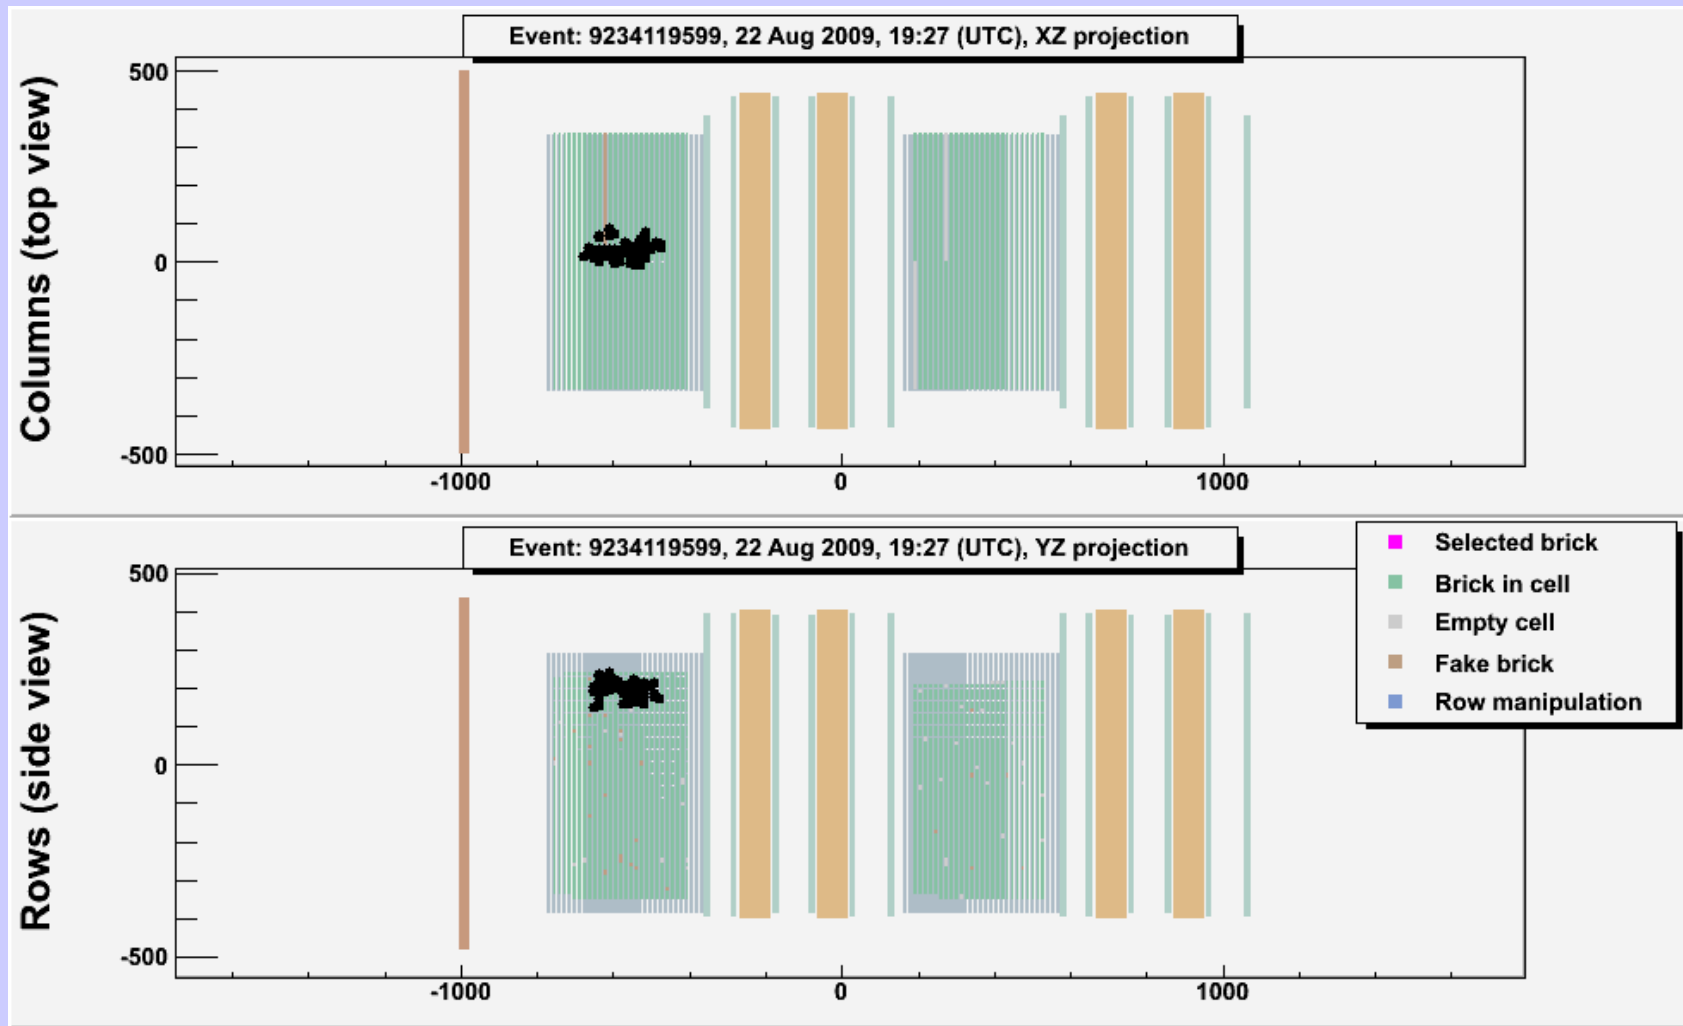 Event: 9234119599, 22 Aug 2009, 19:27 (UTC), XZ projection
Columns (top view)
500
0
-500
-1000
0
1000
Event: 9234119599, 22 Aug 2009, 19:27 (UTC), YZ projection
Rows (side view)
500
0
-500
-1000
0
1000
Selected brick
Brick in cell
Empty cell
Fake brick
Row manipulation